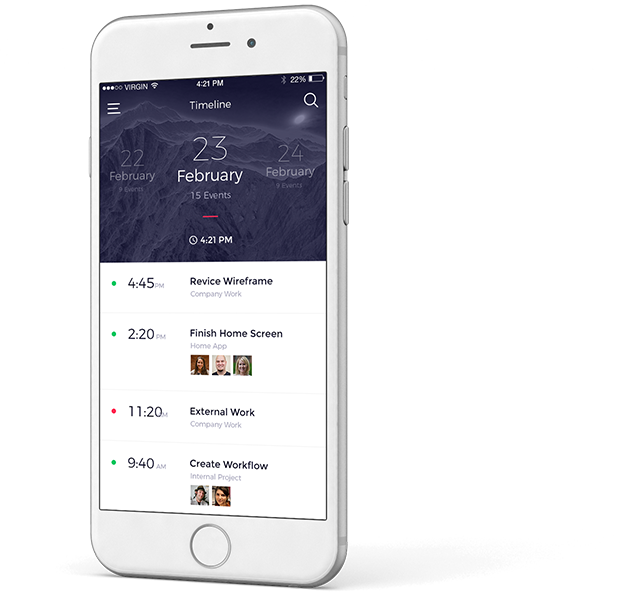 VIRGIN 4:21 PM 22%
Timeline
22 February 9 Events
23 February 15 Events
24 February 9 Events
4:21 PM
4:45 PM Revice Wireframe
Company Work
2:20 PM Finish Home Screen
Home App
11:20 AM External Work
Company Work
9:40 AM Create Workflow
Internal Project